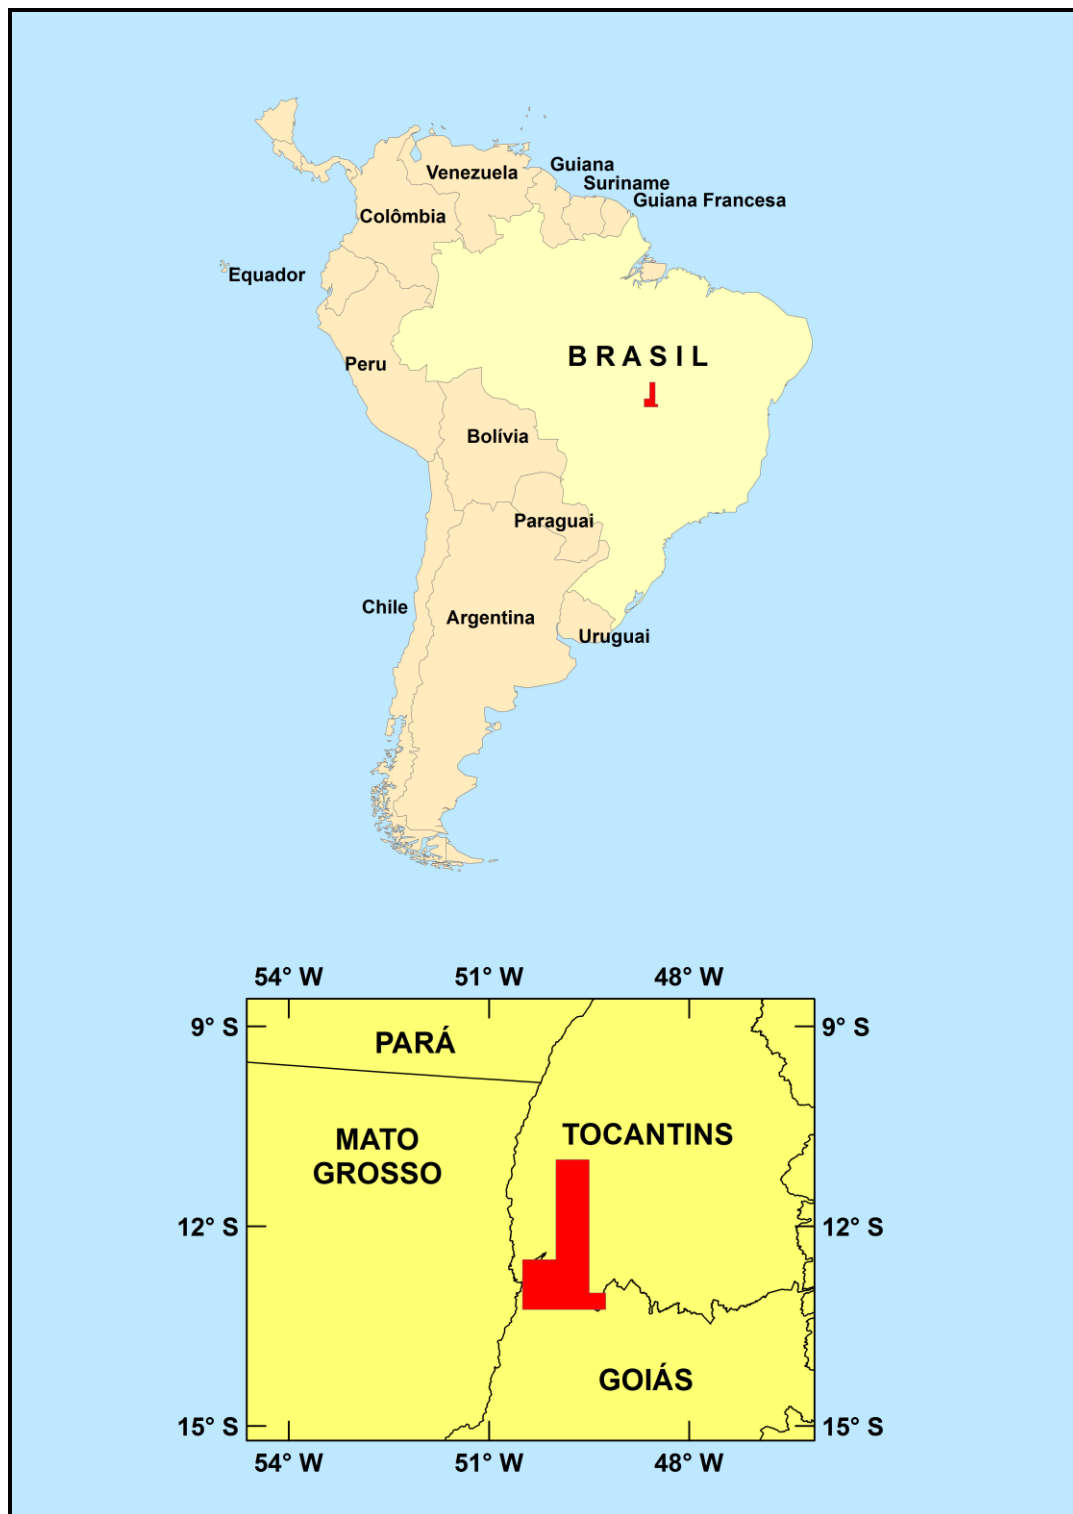 Venezuela
Guiana
Suriname
Guiana Francesa
Colômbia
Equador
BRASIL
Peru
Bolívia
Paraguai
Chile
Argentina
Uruguai
54° W 51° W 48° W
9° S 9° S
PARÁ
TOCANTINS
MATO
GROSSO
12° S 12° S
GOIÁS
15° S 15° S
54° W 51° W 48° W